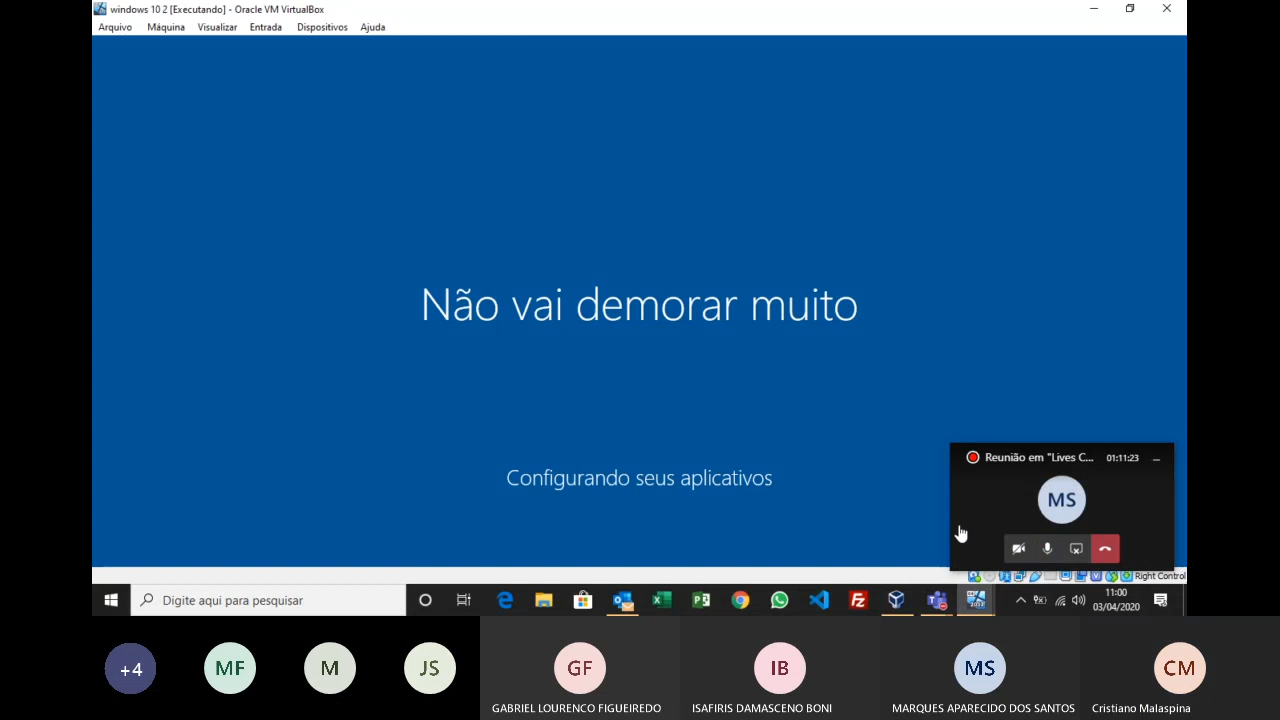 windows 10 2 [Executando] - Oracle VM VirtualBox
Arquivo Máquina Visualizar Entrada Dispositivos Ajuda
Não vai demorar muito
Configurando seus aplicativos
Reunião em "Lives C... 01:11:23
MS
Right Control
Digite aqui para pesquisar
11:00
03/04/2020
+4 MF M JS GF IB MS CM
GABRIEL LOURENCO FIGUEIREDO ISAFIRIS DAMASCENO BONI MARQUES APARECIDO DOS SANTOS Cristiano Malaspina